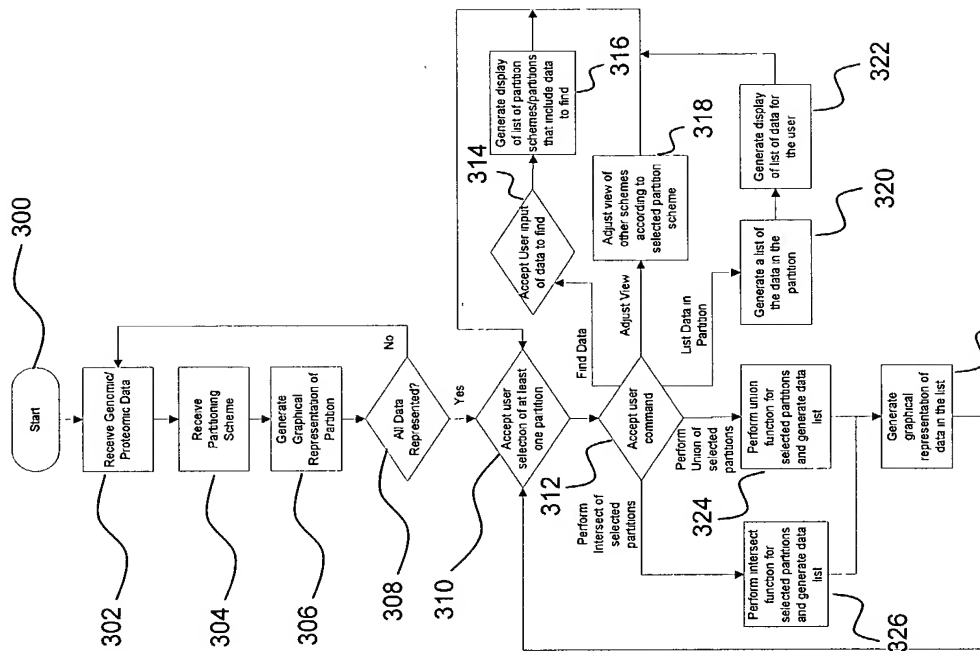 300
Start
Receive Genomic/
Proteomic Data
302
Receive
Partitioning
Scheme
304
Generate
Graphical
Representation of
Partition
306
No
All Data
Represented?
308
Yes
Accept user
selection of at least
one partition
310
Accept user
command
312
Find Data
Accept User input
of data to find
314
Generate display
of list of partition
schemes/partitions
that include data
to find
316
Adjust View
Adjust view of
other schemes
according to
selected partition
scheme
318
List Data in
Partition
Generate a list of
the data in the
partition
320
Generate display
of list of data for
the user
322
Perform
Union of
selected
partitions
Perform union
function for
selected partitions
and generate data
list
324
Perform
Intersect of
selected
partitions
Perform intersect
function for
selected partitions
and generate data
list
326
Generate
graphical
representation of
data in the list